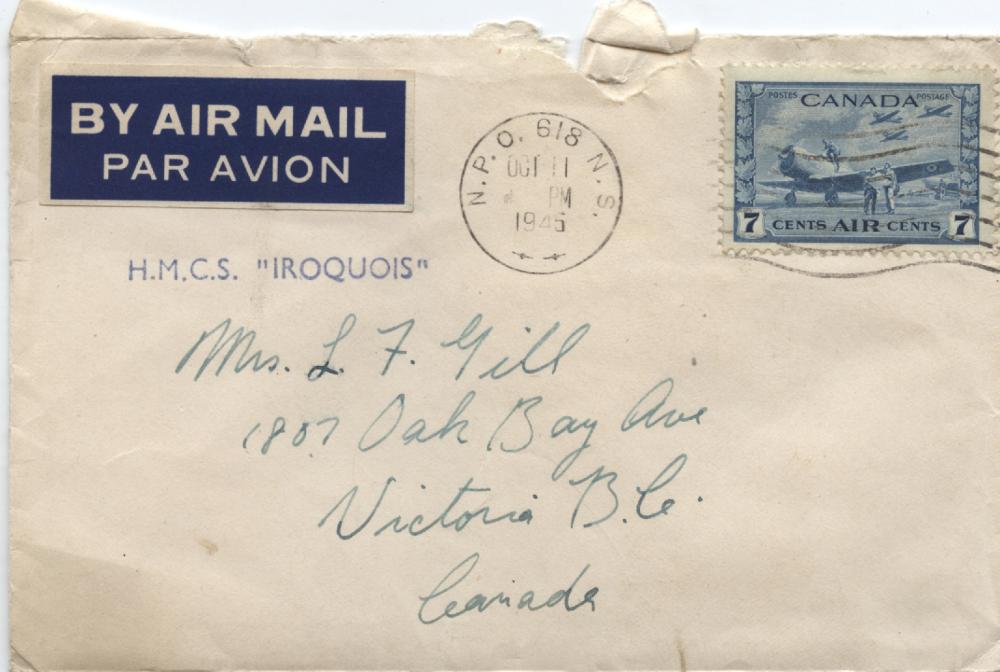 BY AIR MAIL
PAR AVION
N.P.O. 618 N.S.
OCT 11
PM
1945
POSTES CANADA POSTAGE
7 CENTS AIR CENTS 7
H.M.C.S. "IROQUOIS"
Mrs. L. F. Gill
1807 Oak Bay Ave
Victoria B.C.
Canada